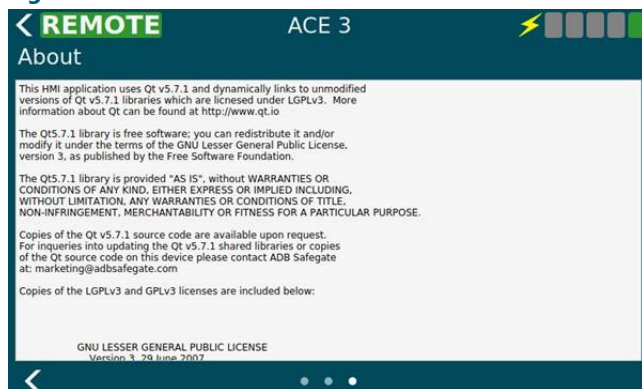 REMOTE
ACE 3
About
This HMI application uses Qt v5.7.1 and dynamically links to unmodified
versions of Qt v5.7.1 libraries which are licnesed under LGPLv3. More
information about Qt can be found at http://www.qt.io
The Qt5.7.1 library is free software; you can redistribute it and/or
modify it under the terms of the GNU Lesser General Public License,
version 3, as published by the Free Software Foundation.
The Qt5.7.1 library is provided "AS IS", without WARRANTIES OR
CONDITIONS OF ANY KIND, EITHER EXPRESS OR IMPLIED INCLUDING,
WITHOUT LIMITATION, ANY WARRANTIES OR CONDITIONS OF TITLE,
NON-INFRINGEMENT, MERCHANTABILITY OR FITNESS FOR A PARTICULAR PURPOSE.
Copies of the Qt v5.7.1 source code are available upon request.
For inqueries into updating the Qt v5.7.1 shared libraries or copies
of the Qt source code on this device please contact ADB Safegate
at: marketing@adbsafegate.com
Copies of the LGPLv3 and GPLv3 licenses are included below:
GNU LESSER GENERAL PUBLIC LICENSE
Version 3, 29 June 2007